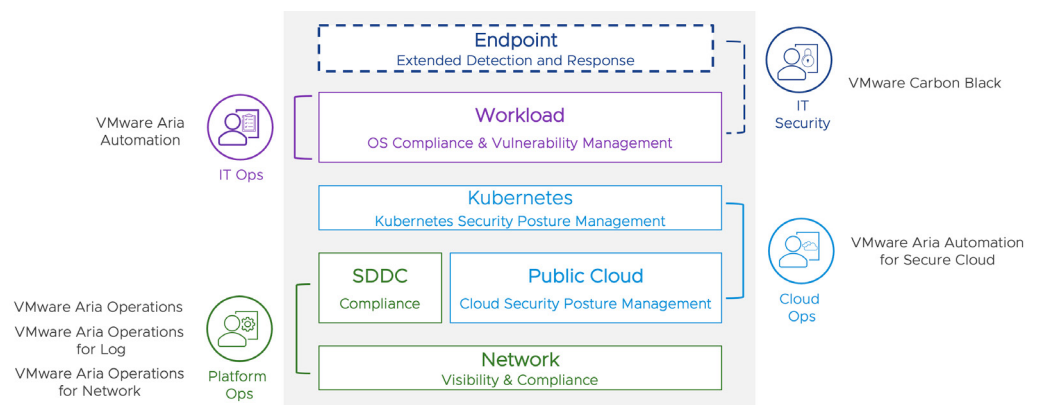 Endpoint
Extended Detection and Response
IT
Security
VMware Carbon Black
VMware Aria
Automation
IT Ops
Workload
OS Compliance & Vulnerability Management
Kubernetes
Kubernetes Security Posture Management
Cloud
Ops
VMware Aria Automation
for Secure Cloud
SDDC
Compliance
Public Cloud
Cloud Security Posture Management
VMware Aria Operations
VMware Aria Operations
for Log
VMware Aria Operations
for Network
Platform
Ops
Network
Visibility & Compliance